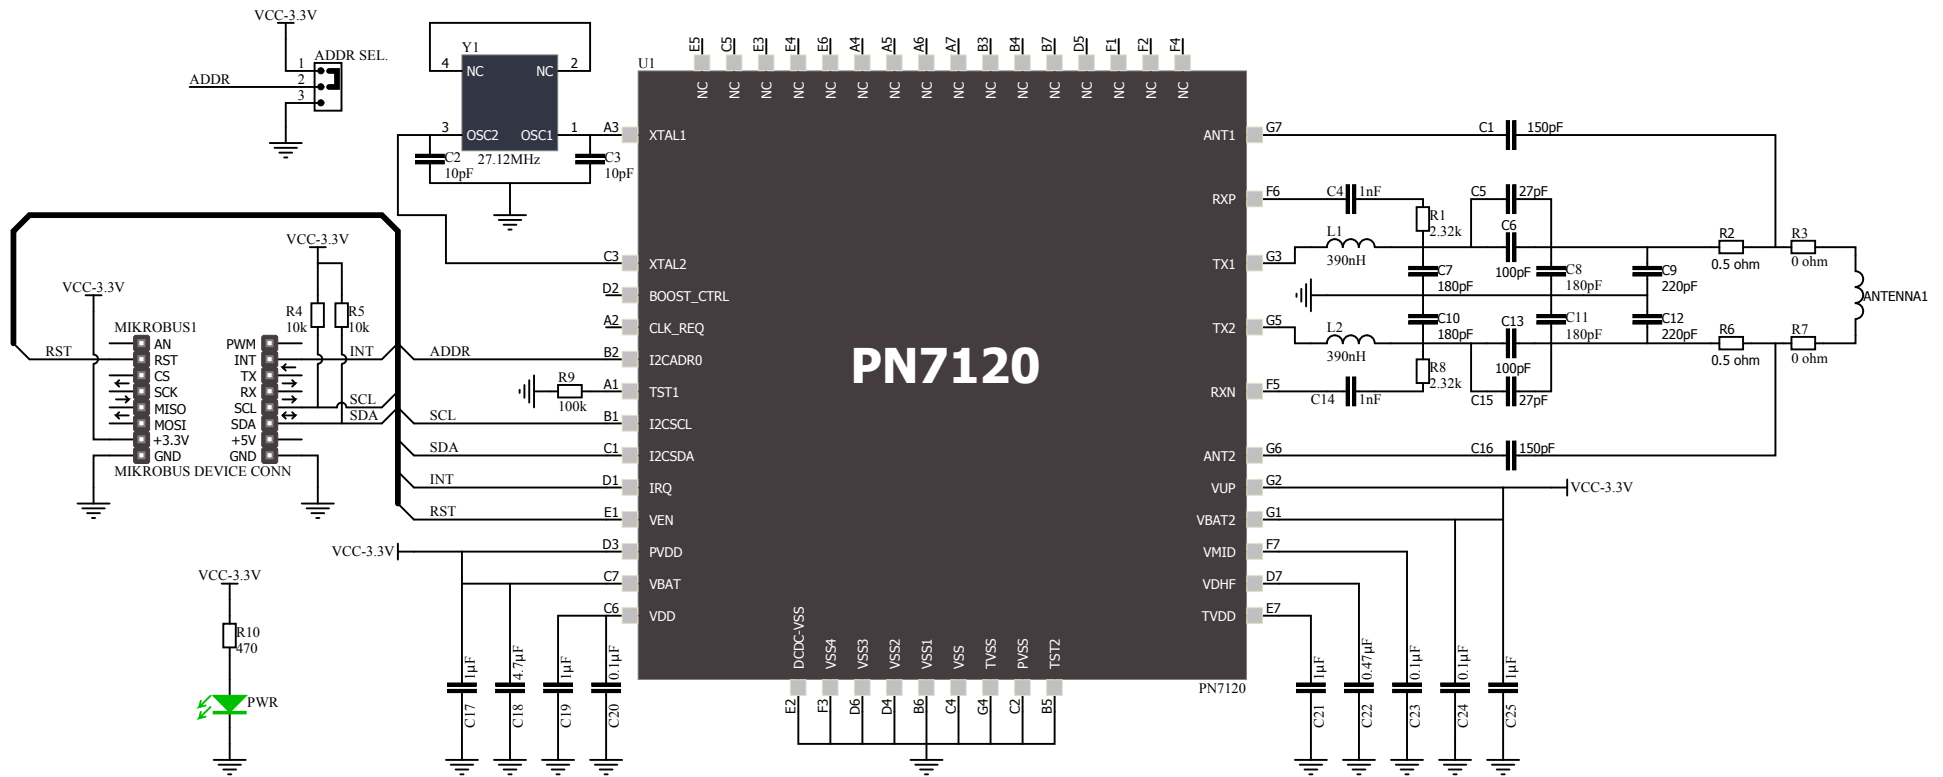 VCC-3.3V
ADDR SEL.
1
ADDR 2
3
Y1
4 NC NC 2
3 OSC2 OSC1 1
C2
10pF
27.12MHz
C3
10pF
U1
E5 C5 E3 E4 E6 A4 A5 A6 A7 B3 B4 B7 D5 F1 F2 F4
NC NC NC NC NC NC NC NC NC NC NC NC NC NC NC NC
A3 XTAL1
C3 XTAL2
D2 BOOST_CTRL
A2 CLK_REQ
ADDR B2 I2CADR0
R9
100k
A1 TST1
SCL B1 I2CSCL
SDA C1 I2CSDA
INT D1 IRQ
RST E1 VEN
VCC-3.3V D3 PVDD
C7 VBAT
C6 VDD
PN7120
ANT1 G7
RXP F6
TX1 G3
TX2 G5
RXN F5
ANT2 G6
VUP G2
VBAT2 G1
VMID F7
VDHF D7
TVDD E7
DCDC-VSS VSS4 VSS3 VSS2 VSS1 VSS TVSS PVSS TST2
E2 F3 D6 D4 B6 C4 G4 C2 B5
PN7120
VCC-3.3V
R4
10k
R5
10k
VCC-3.3V
MIKROBUS1
AN PWM
RST RST INT INT
CS TX
SCK RX
MISO SCL SCL
MOSI SDA SDA
+3.3V +5V
GND GND
MIKROBUS DEVICE CONN
VCC-3.3V
R10
470
PWR
C17 1µF
C18 4.7µF
C19 1µF
C20 0.1µF
C1 150pF
C4 1nF
R1
2.32k
C5 27pF
C6
100pF
L1
390nH
C7
180pF
C8
180pF
C9
220pF
R2
0.5 ohm
R3
0 ohm
ANTENNA1
C10
180pF
C11
180pF
C12
220pF
L2
390nH
C13
100pF
R6
0.5 ohm
R7
0 ohm
R8
2.32k
C14 1nF
C15 27pF
C16 150pF
VCC-3.3V
C21 1µF
C22 0.47µF
C23 0.1µF
C24 0.1µF
C25 1µF